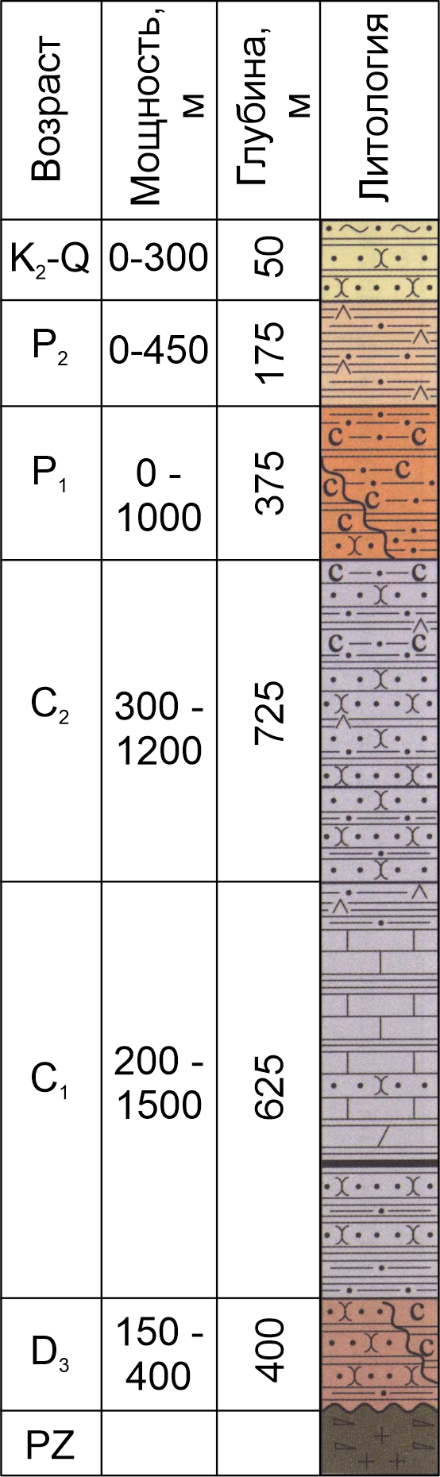 Возраст
Мощность,
м
Глубина,
м
Литология
K2-Q 0-300 50
P2 0-450 175
P1 0 -
1000 375
C2 300 -
1200 725
C1 200 -
1500 625
D3 150 -
400 400
PZ
c c
c
c
c
c
c c
c c
c
c